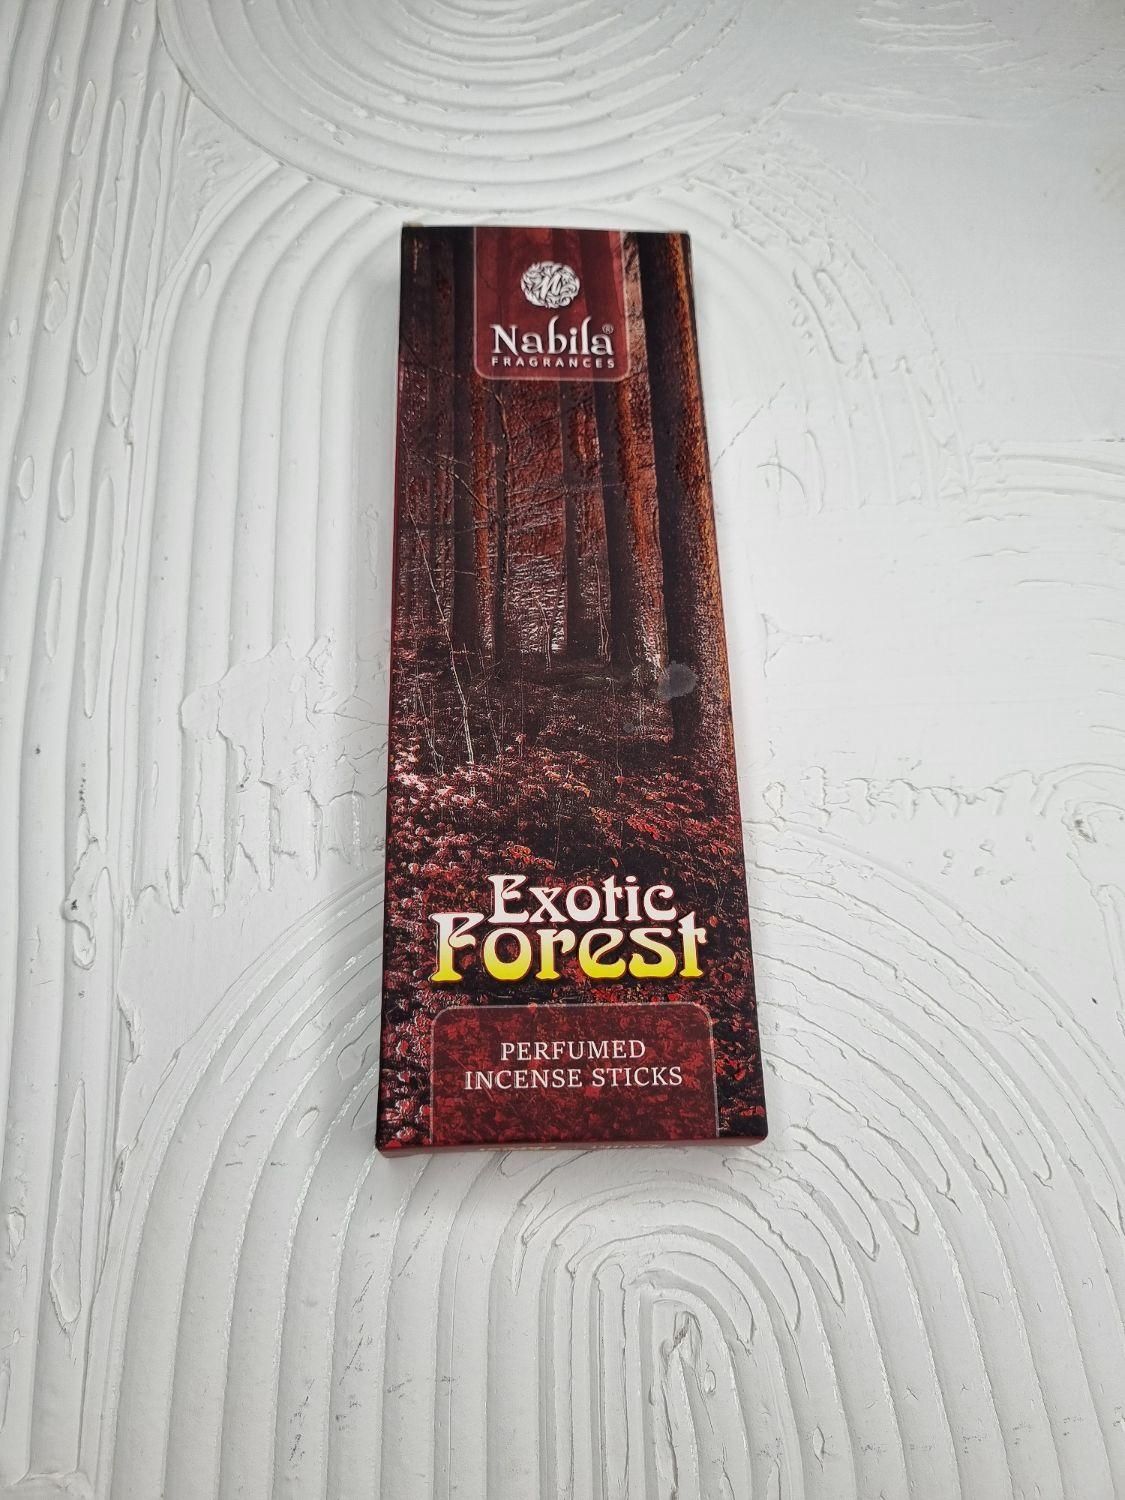 Nabila®
FRAGRANCES
Exotic
Forest
PERFUMED
INCENSE STICKS